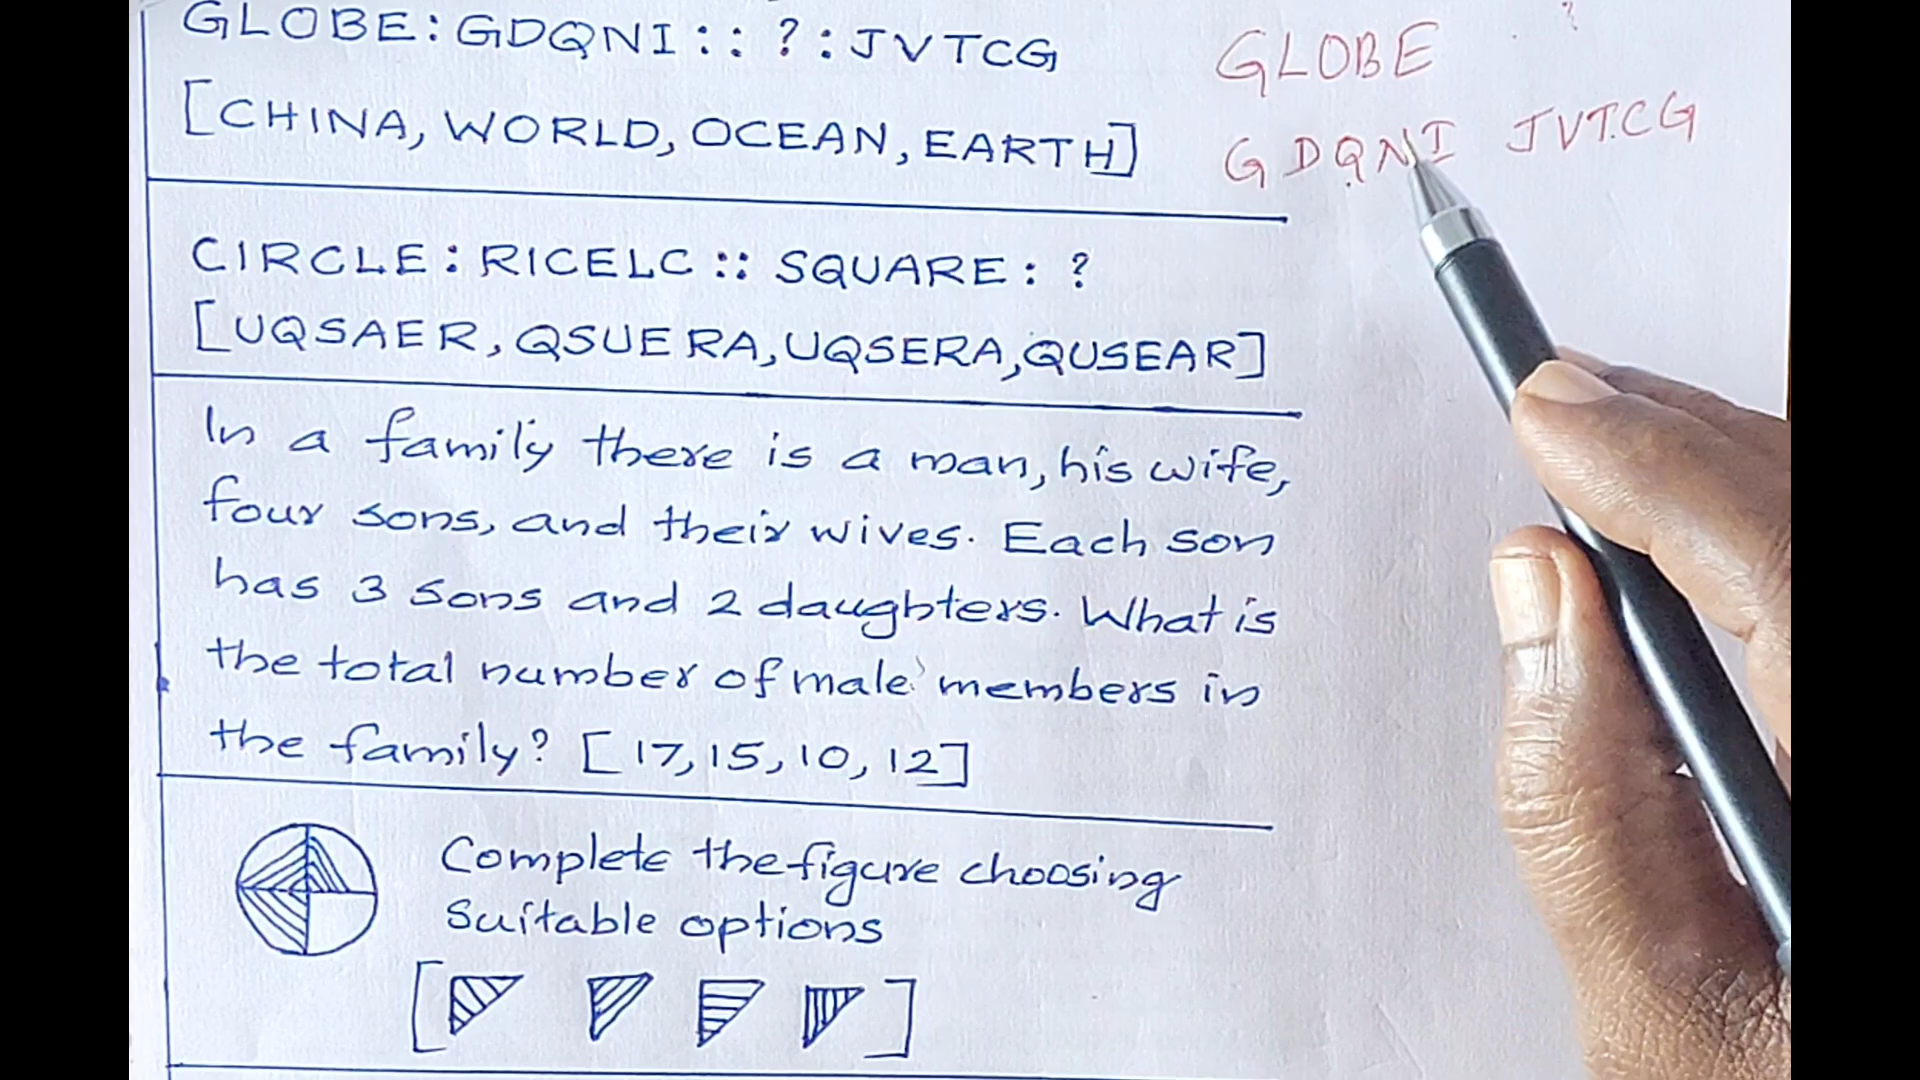 GLOBE:GDQNI:: ?:JVTCG
[CHINA, WORLD, OCEAN, EARTH]
CIRCLE:RICELC:: SQUARE: ?
[UQSAER, QSUERA, UQSERA, QUSEAR]
In a family there is a man, his wife,
four sons, and their wives. Each son
has 3 sons and 2 daughters. What is
the total number of male members in
the family? [17, 15, 10, 12]
Complete the figure choosing
Suitable options
GLOBE
?
GDQNI JVTCG